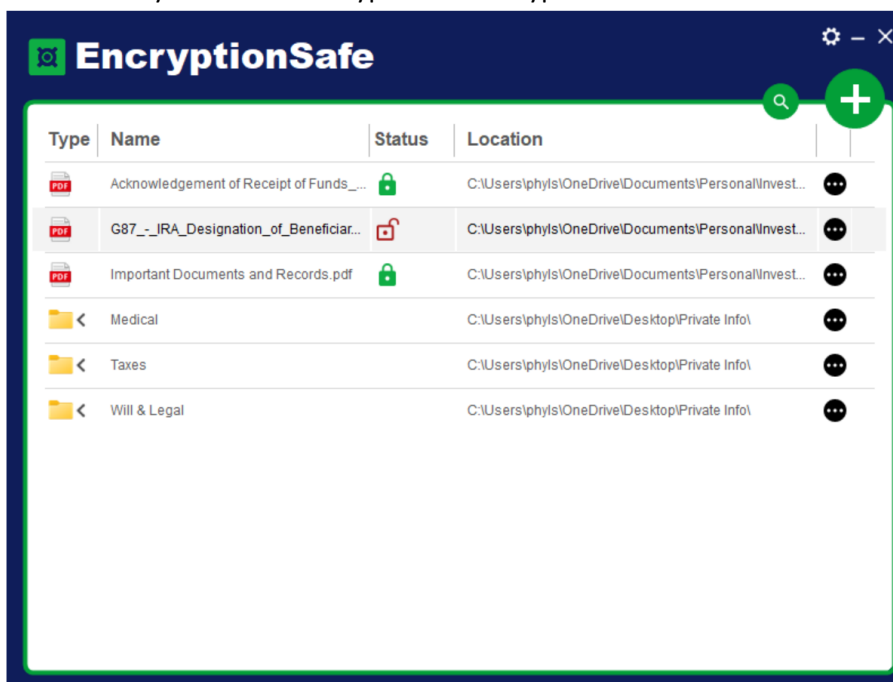 EncryptionSafe
Type Name Status Location
PDF Acknowledgement of Receipt of Funds_... C:\Users\phyls\OneDrive\Documents\Personal\Invest...
PDF G87_-_IRA_Designation_of_Beneficiar... C:\Users\phyls\OneDrive\Documents\Personal\Invest...
PDF Important Documents and Records.pdf C:\Users\phyls\OneDrive\Documents\Personal\Invest...
Medical C:\Users\phyls\OneDrive\Desktop\Private Info\
Taxes C:\Users\phyls\OneDrive\Desktop\Private Info\
Will & Legal C:\Users\phyls\OneDrive\Desktop\Private Info\